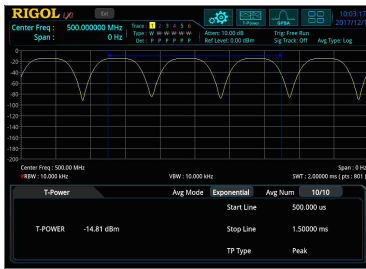 RIGOL Ext
Center Freq : 500.000000 MHz
Span : 0 Hz
Trace 1 2 3 4 5 6
Type : W W W W W W
Det : P P P P P P
Atten: 10.00 dB
Ref Level: 0.00 dBm
Trig: Free Run
Sig Track: Off Avg Type: Log
T-Power
GPSA
10:03:17
0
-20
-40
-60
-80
-100
-120
-140
-160
-180
-200
Center Freq : 500.00 MHz Span : 0 Hz
#RBW : 10.000 kHz VBW : 10.000 kHz SWT : 2.00000 ms ( pts : 801 )
T-Power Avg Mode Exponential Avg Num 10/10
Start Line 500.000 us
T-POWER -14.81 dBm Stop Line 1.50000 ms
TP Type Peak